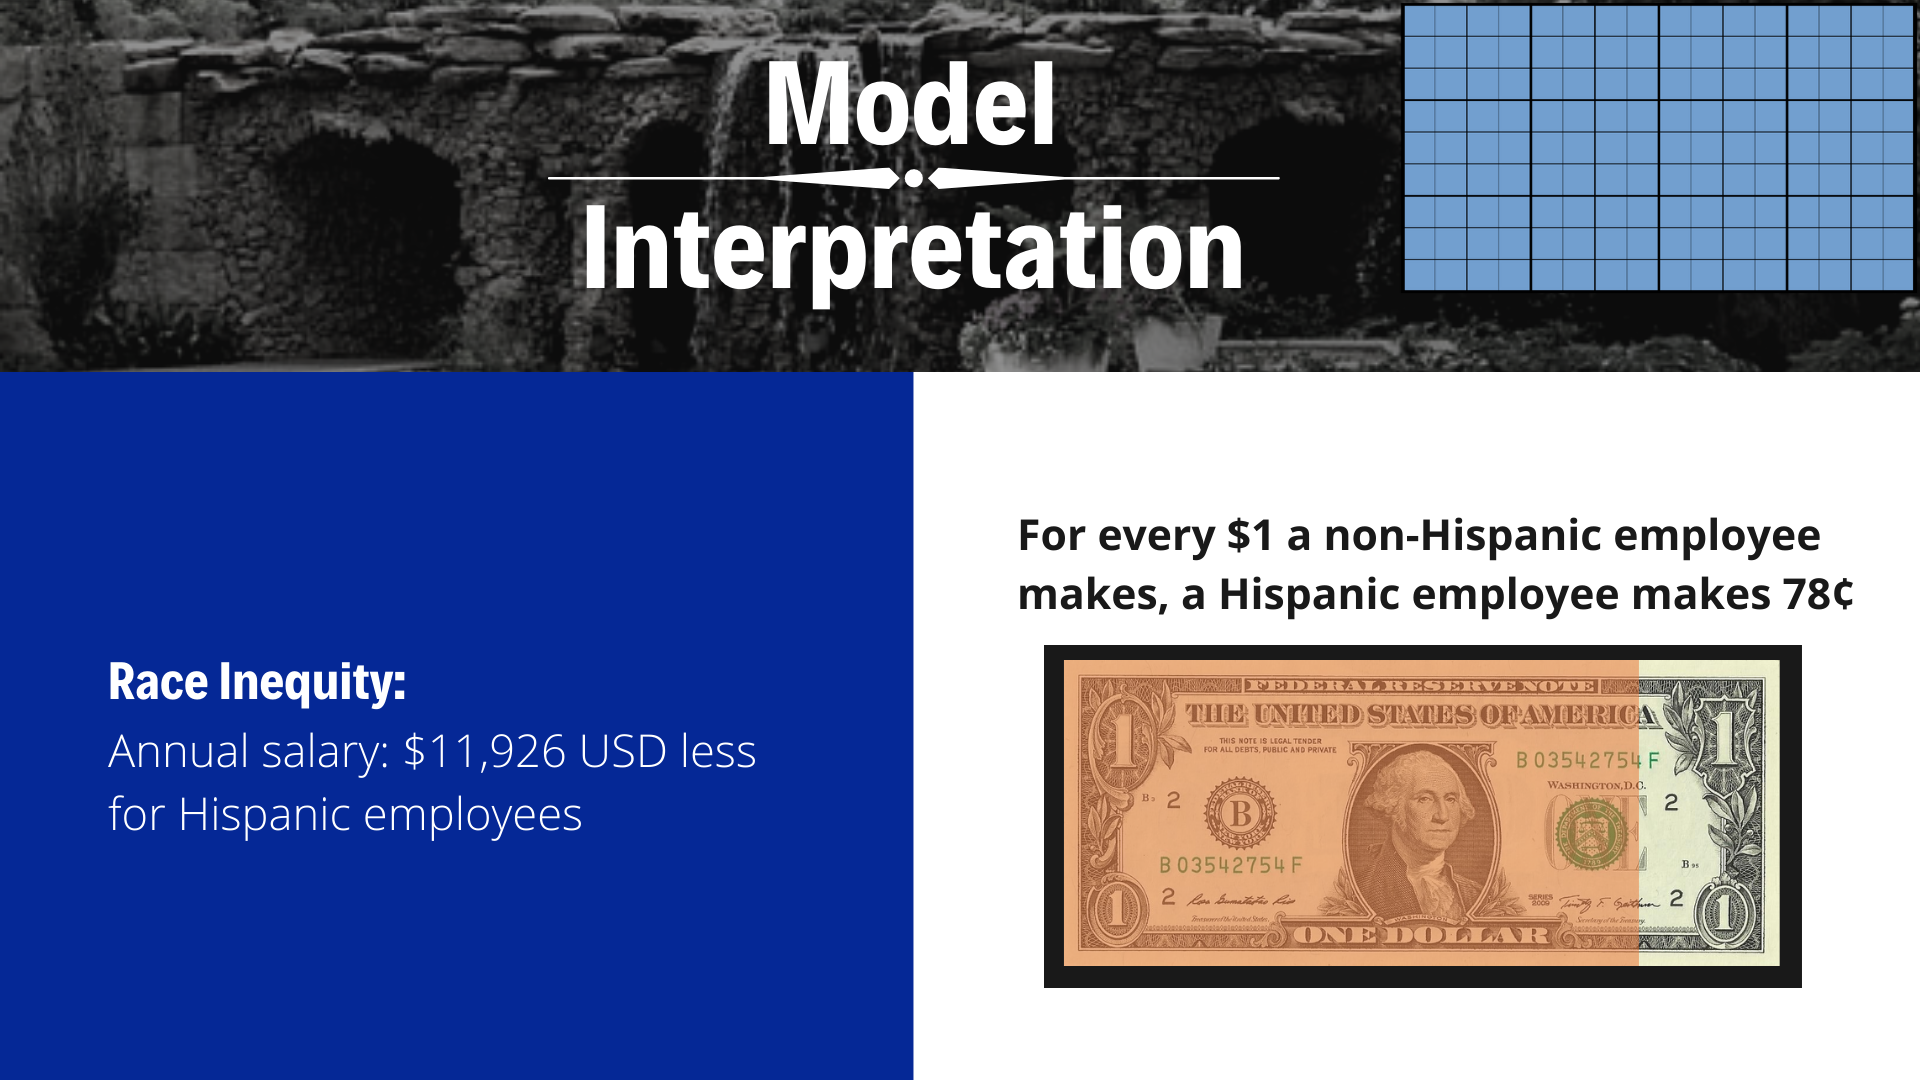 Model
Interpretation
For every $1 a non-Hispanic employee
makes, a Hispanic employee makes 78¢
Race Inequity:
Annual salary: $11,926 USD less
for Hispanic employees
FEDERAL RESERVE NOTE
THE UNITED STATES OF AMERICA
THIS NOTE IS LEGAL TENDER
FOR ALL DEBTS, PUBLIC AND PRIVATE
B 03542754 F
WASHINGTON, D.C.
2
B
2
B 03542754 F
2
SERIES
2009
2
WASHINGTON
ONE DOLLAR
1
1
1
1